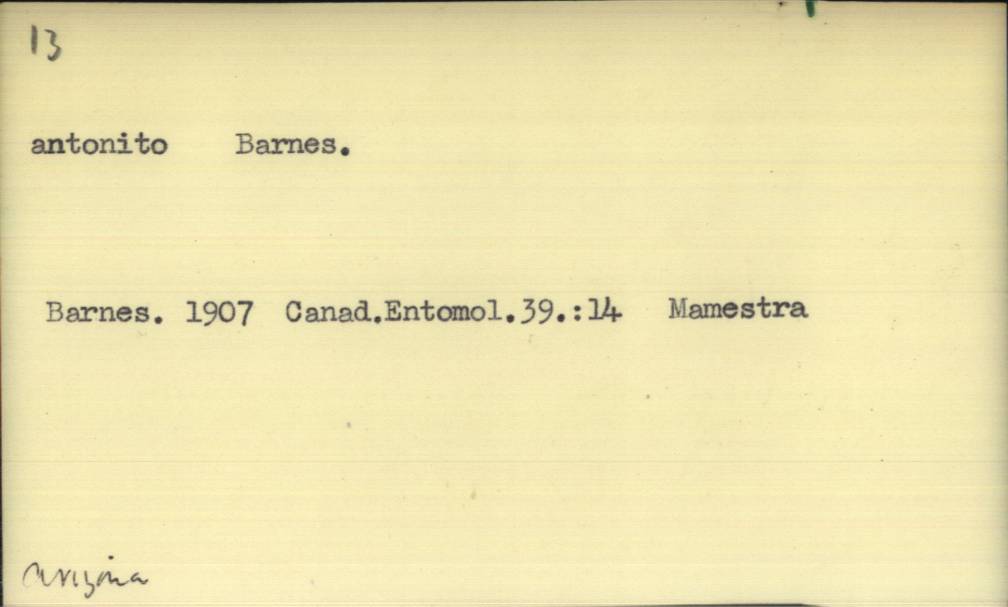 13
antonito Barnes.
Barnes. 1907 Canad.Entomol.39.:14 Mamestra
Arizona